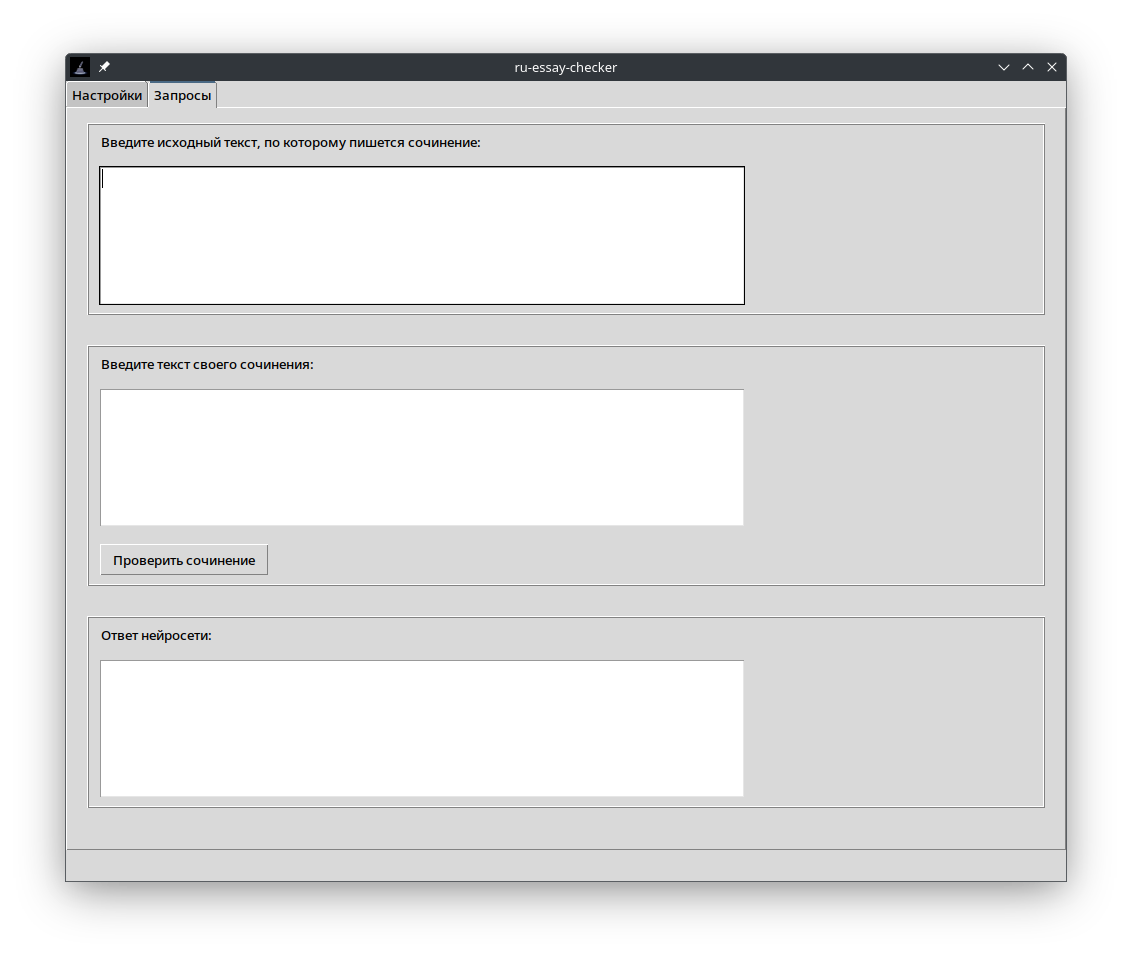 ru-essay-checker
Настройки Запросы
Введите исходный текст, по которому пишется сочинение:
Введите текст своего сочинения:
Проверить сочинение
Ответ нейросети: